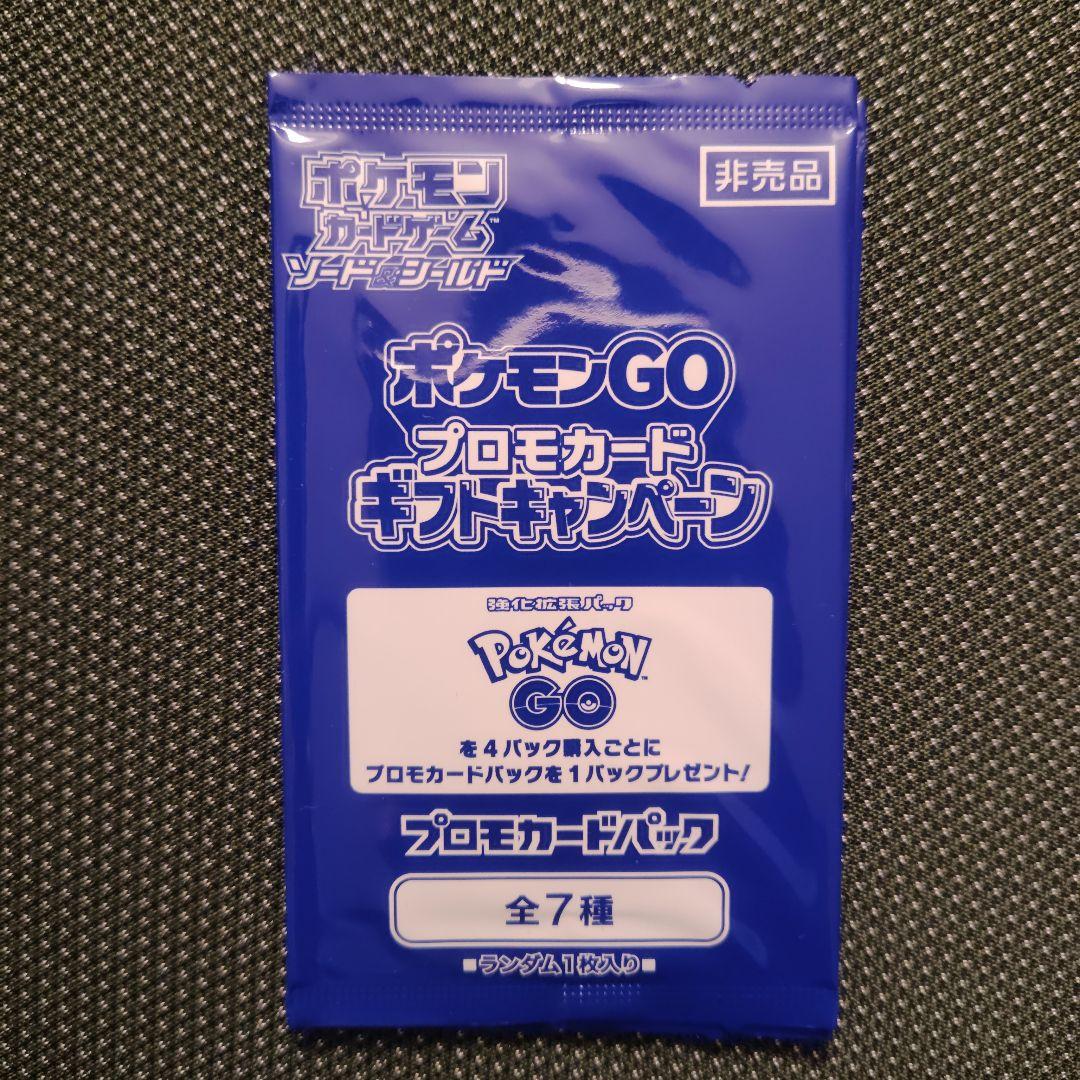 ポケモン
カードゲーム™
ソード&シールド
非売品
ポケモンGO
プロモカード
ギフトキャンペーン
強化拡張パック
POKéMON™
GO
を4パック購入ごとに
プロモカードパックを1パックプレゼント!
プロモカードパック
全7種
■ランダム1枚入り■